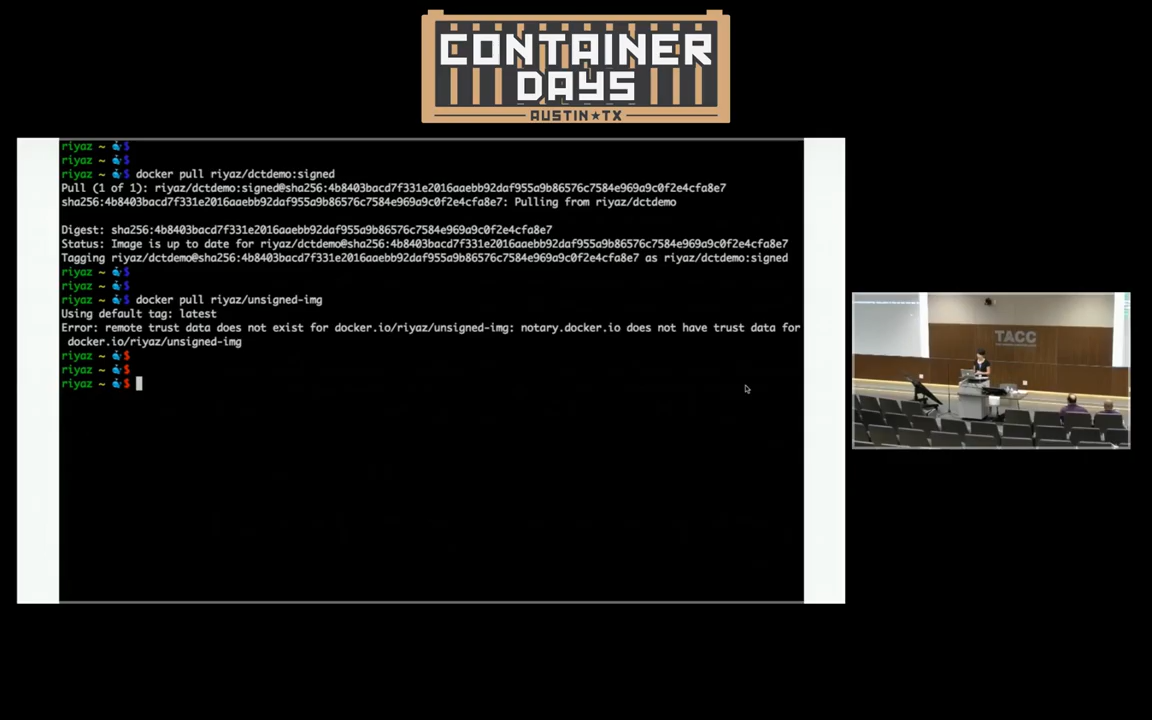 CONTAINER
DAYS
AUSTIN★TX
riyaz ~ $
riyaz ~ $
riyaz ~ $ docker pull riyaz/dctdemo:signed
Pull (1 of 1): riyaz/dctdemo:signed@sha256:4b8403bacd7f331e2016aaebb92daf955a9b86576c7584e969a9c0f2e4cfa8e7
sha256:4b8403bacd7f331e2016aaebb92daf955a9b86576c7584e969a9c0f2e4cfa8e7: Pulling from riyaz/dctdemo
Digest: sha256:4b8403bacd7f331e2016aaebb92daf955a9b86576c7584e969a9c0f2e4cfa8e7
Status: Image is up to date for riyaz/dctdemo@sha256:4b8403bacd7f331e2016aaebb92daf955a9b86576c7584e969a9c0f2e4cfa8e7
Tagging riyaz/dctdemo@sha256:4b8403bacd7f331e2016aaebb92daf955a9b86576c7584e969a9c0f2e4cfa8e7 as riyaz/dctdemo:signed
riyaz ~ $
riyaz ~ $
riyaz ~ $ docker pull riyaz/unsigned-img
Using default tag: latest
Error: remote trust data does not exist for docker.io/riyaz/unsigned-img: notary.docker.io does not have trust data for
docker.io/riyaz/unsigned-img
riyaz ~ $
riyaz ~ $
riyaz ~ $
TACC